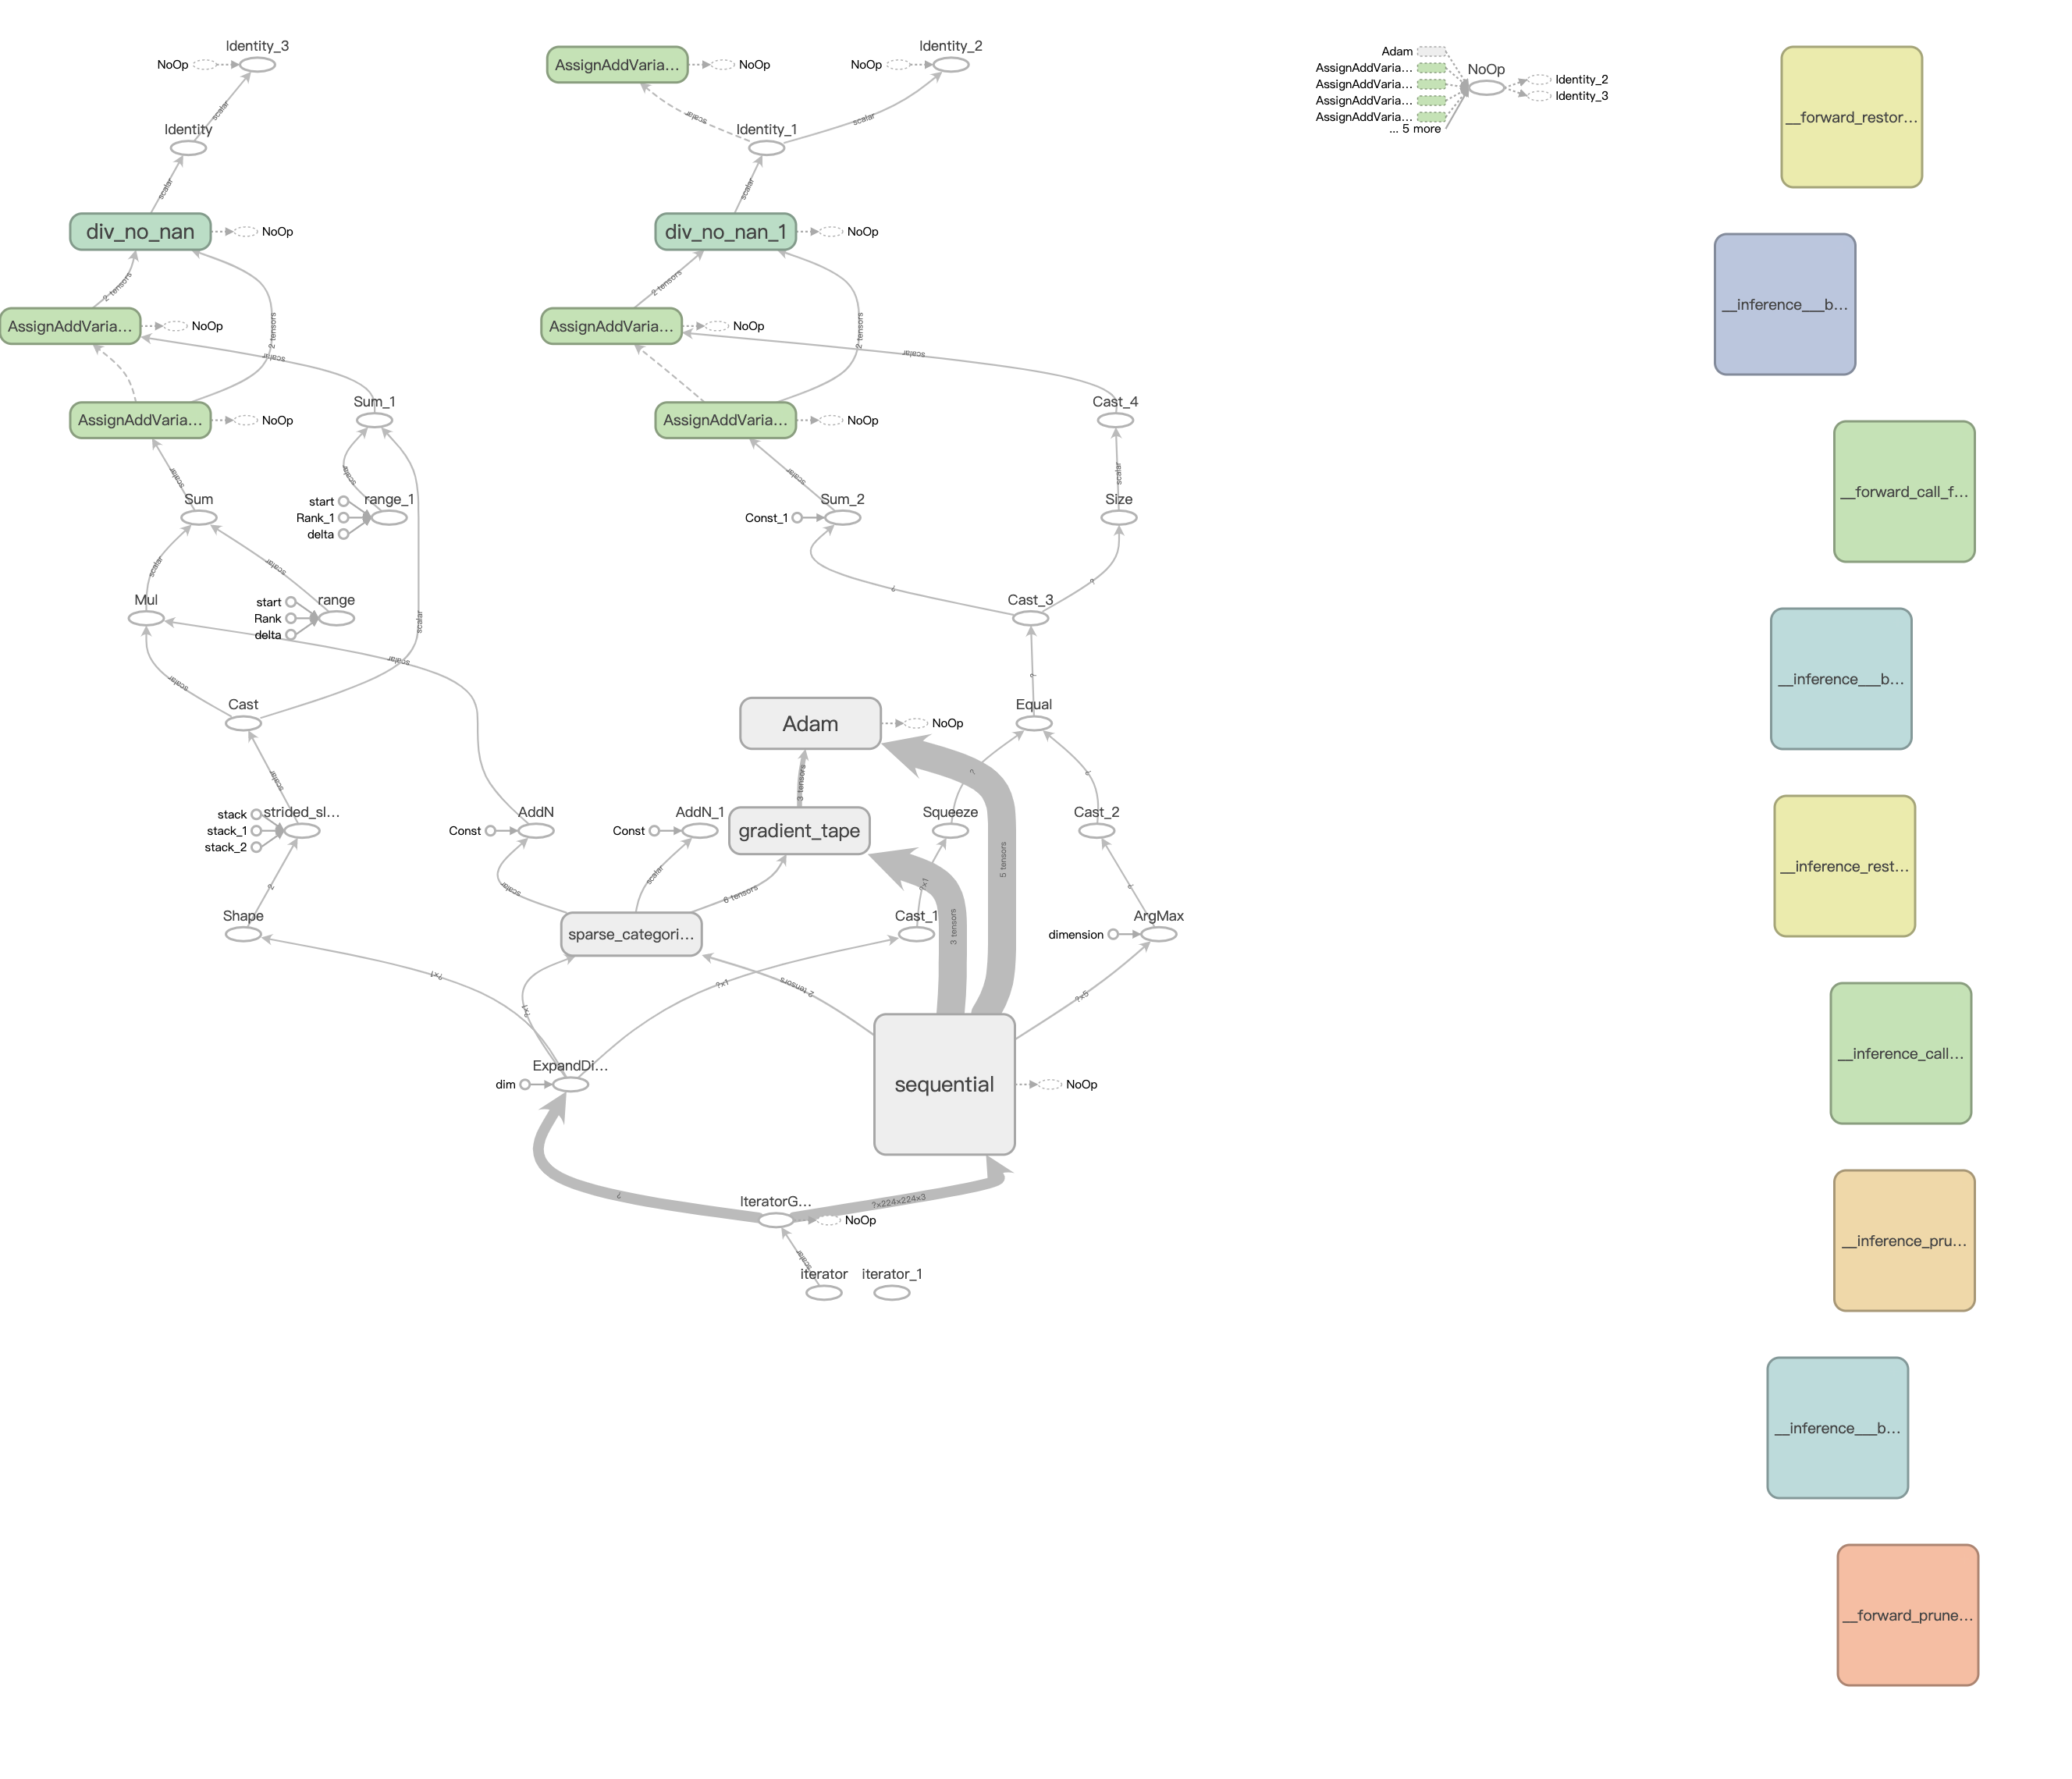 Identity_3
NoOp
scalar
Identity
scalar
div_no_nan
NoOp
2 tensors
AssignAddVaria...
NoOp
2 tensors
scalar
AssignAddVaria...
NoOp
Sum_1
scalar
scalar
Sum
start
range_1
Rank_1
delta
scalar
scalar
Mul
start
range
Rank
delta
scalar
scalar
scalar
Cast
scalar
stack
strided_sl...
stack_1
stack_2
?
Shape
?x1
AssignAddVaria...
NoOp
Identity_2
NoOp
scalar
Identity_1
scalar
scalar
div_no_nan_1
NoOp
2 tensors
AssignAddVaria...
NoOp
2 tensors
scalar
AssignAddVaria...
NoOp
Cast_4
scalar
scalar
Sum_2
Const_1
Size
?
?
Cast_3
?
Adam
NoOp
Equal
3 tensors
?
?
AddN
Const
AddN_1
Const
gradient_tape
Squeeze
Cast_2
5 tensors
scalar
scalar
6 tensors
?x1
?
sparse_categori...
Cast_1
3 tensors
ArgMax
dimension
?x1
?x1
2 tensors
?x5
ExpandDi...
dim
sequential
NoOp
?
IteratorG...
?x224x224x3
NoOp
scalar
iterator
iterator_1
Adam
AssignAddVaria...
AssignAddVaria...
AssignAddVaria...
AssignAddVaria...
... 5 more
NoOp
Identity_2
Identity_3
__forward_restor...
__inference___b...
__forward_call_f...
__inference___b...
__inference_rest...
__inference_call...
__inference_pru...
__inference___b...
__forward_prune...